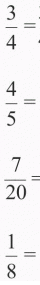 3/4 =
4/5 =
7/20 =
1/8 =